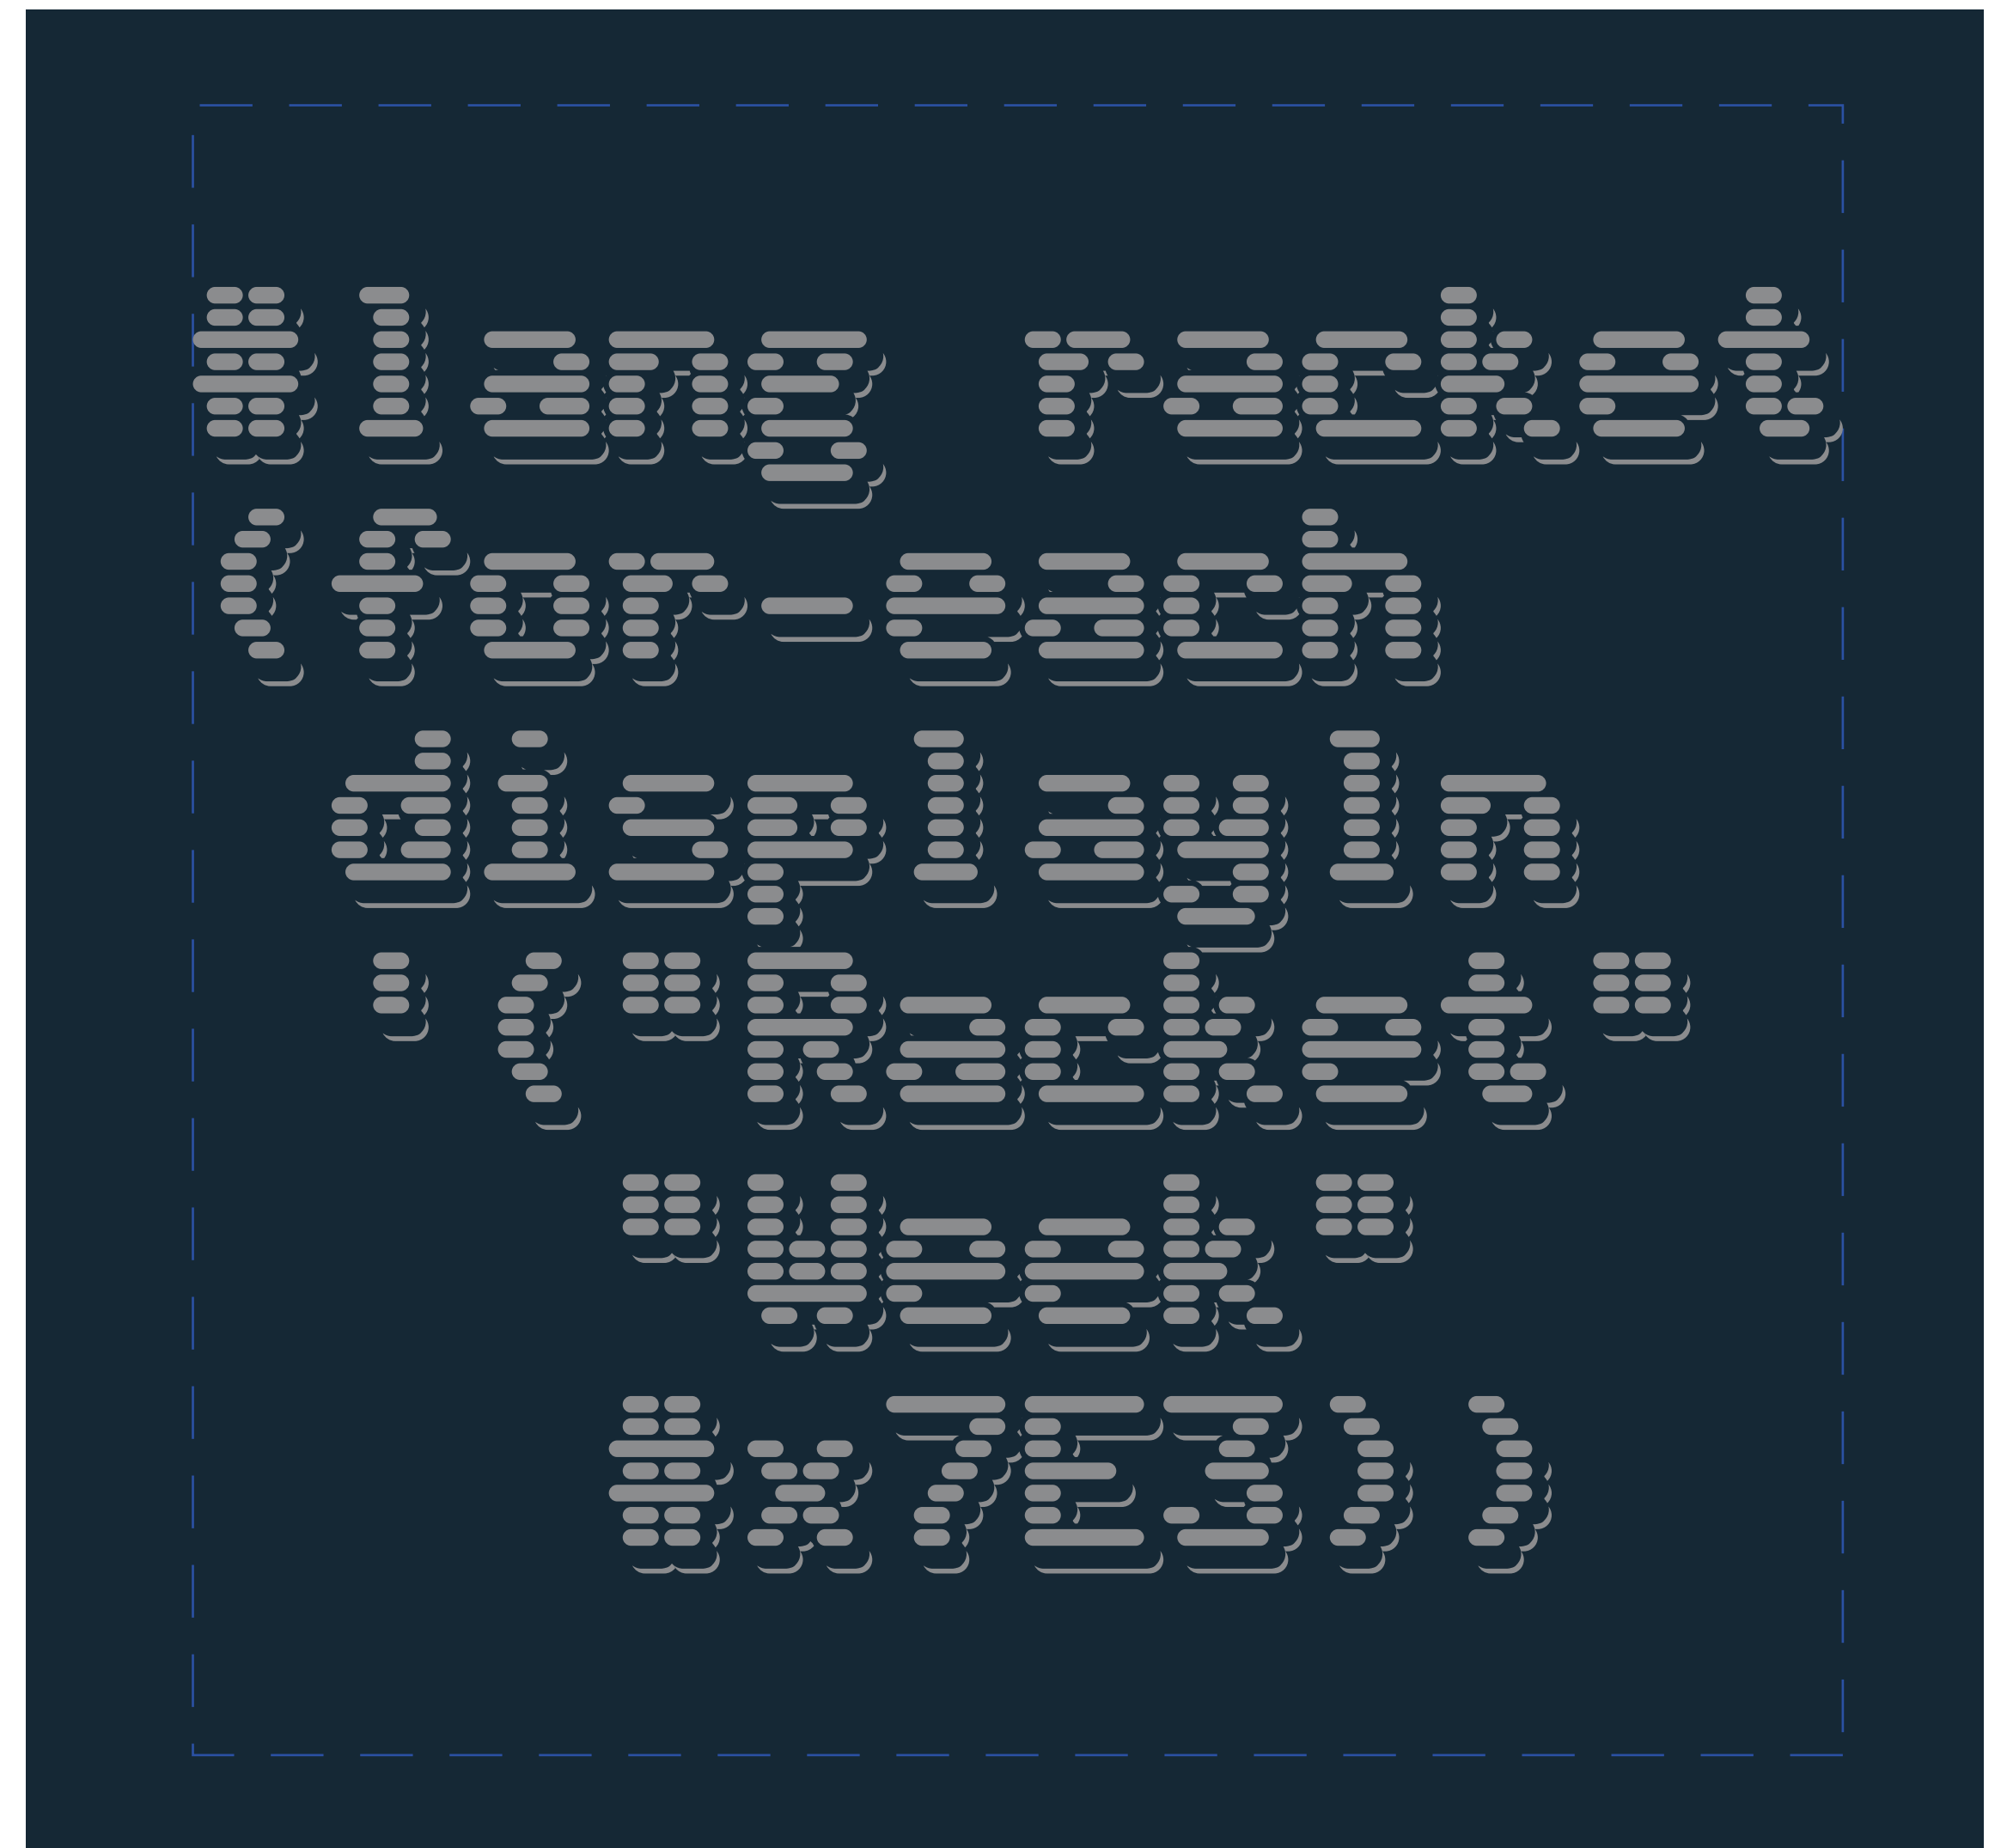 #lang racket
(for-each
displayln
'("Racket"
"Week"
#x7E3))